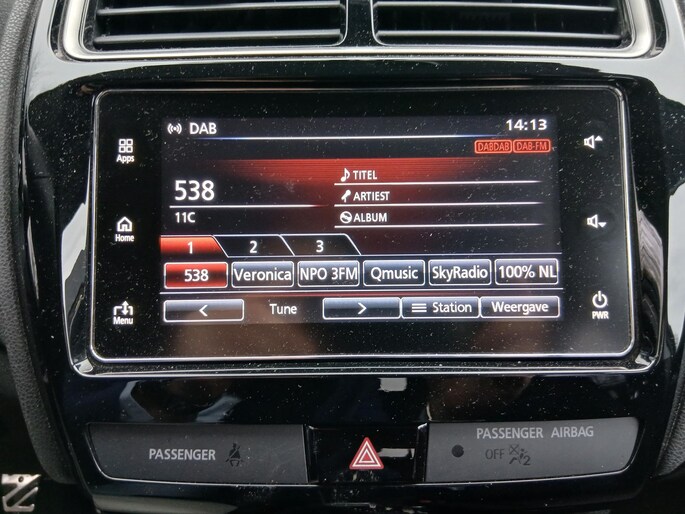 DAB 14:13
DABDAB DAB-FM
Apps
TITEL
538
ARTIEST
11C ALBUM
Home
1 2 3
538 Veronica NPO 3FM Qmusic SkyRadio 100% NL
Menu < Tune > Station Weergave PWR
PASSENGER
PASSENGER AIRBAG
OFF 2